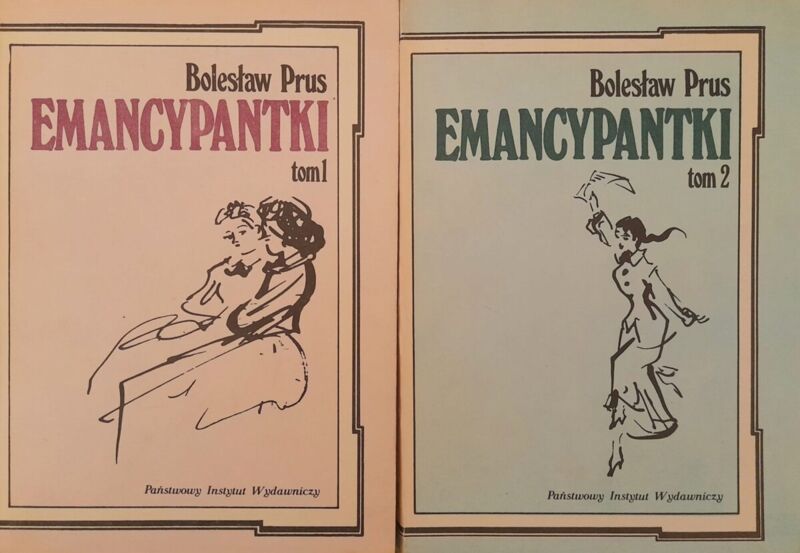 Bolesław Prus
EMANCYPANTKI
tom 1
Państwowy Instytut Wydawniczy
Bolesław Prus
EMANCYPANTKI
tom 2
Państwowy Instytut Wydawniczy